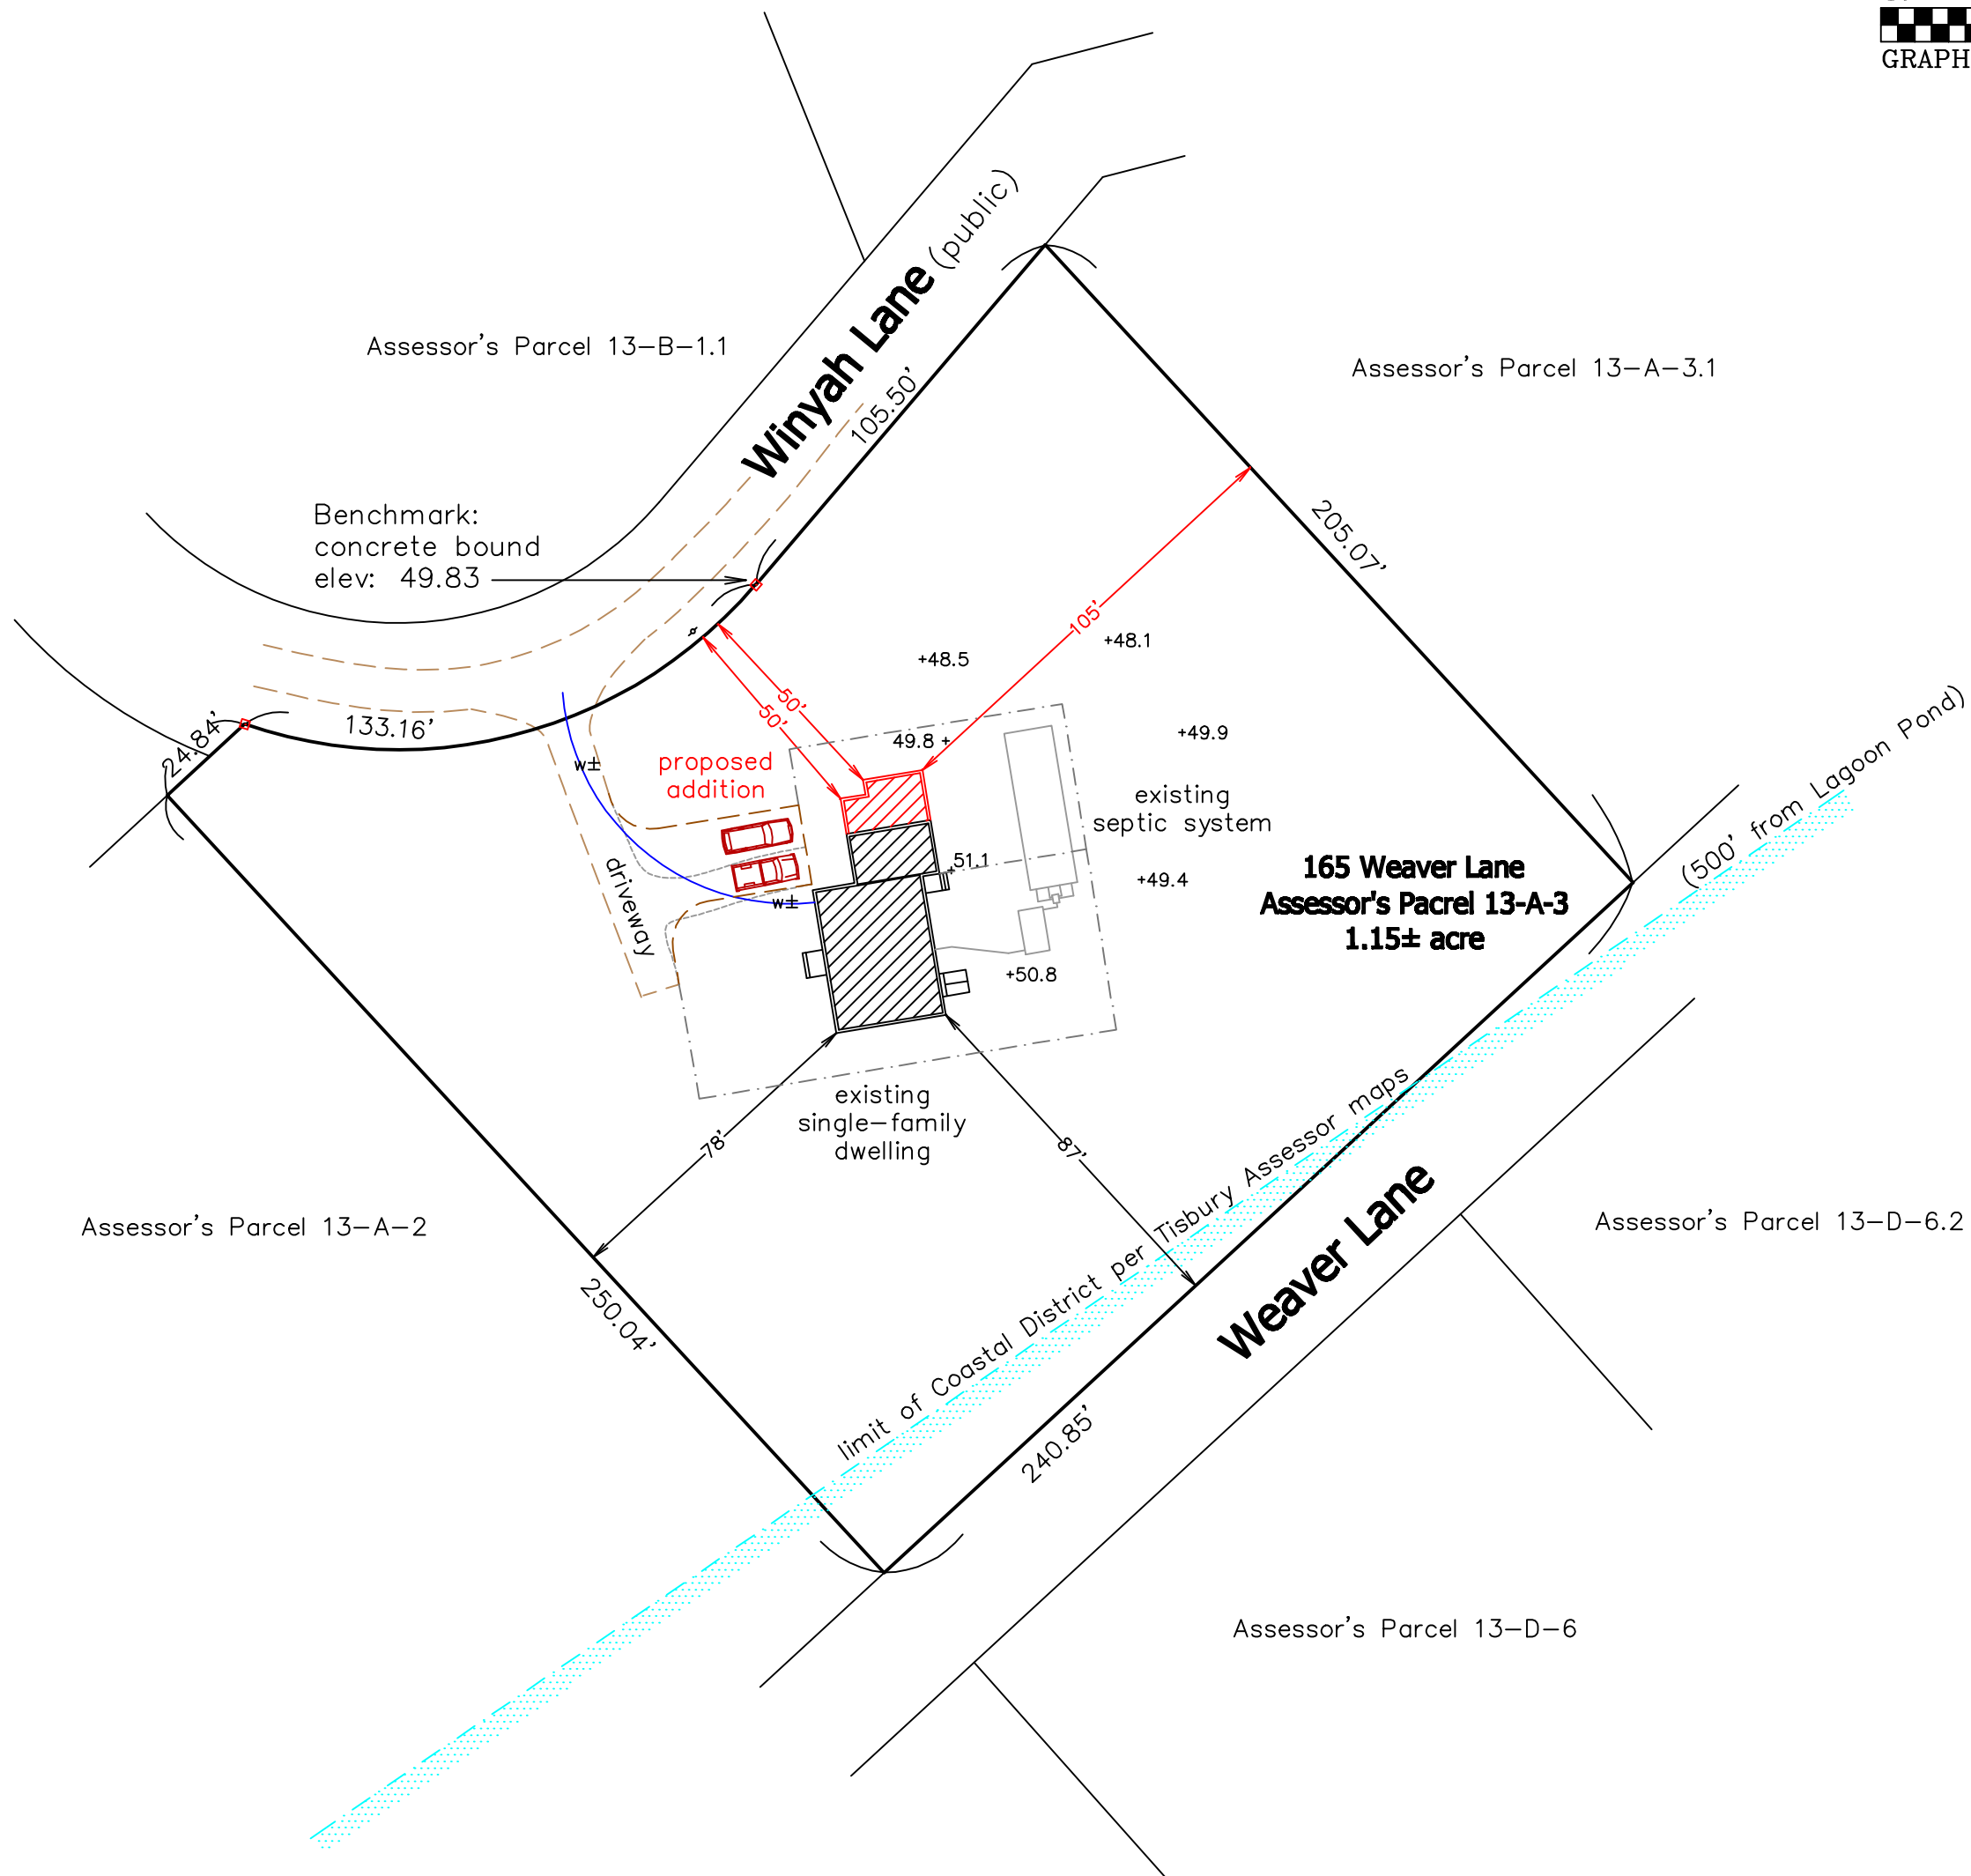 GRAPH
Winyah Lane (public)
Assessor's Parcel 13-B-1.1
105.50'
Assessor's Parcel 13-A-3.1
Benchmark:
concrete bound
elev: 49.83
205.07'
105'
+48.1
+48.5
50'
50'
133.16'
24.84'
w±
proposed
addition
49.8 +
+49.9
existing
septic system
(500' from Lagoon Pond)
driveway
51.1
+49.4
165 Weaver Lane
Assessor's Pacrel 13-A-3
1.15± acre
w±
+50.8
existing
single-family
dwelling
78'
87'
limit of Coastal District per Tisbury Assessor maps
Weaver Lane
Assessor's Parcel 13-A-2
Assessor's Parcel 13-D-6.2
250.04'
240.85'
Assessor's Parcel 13-D-6